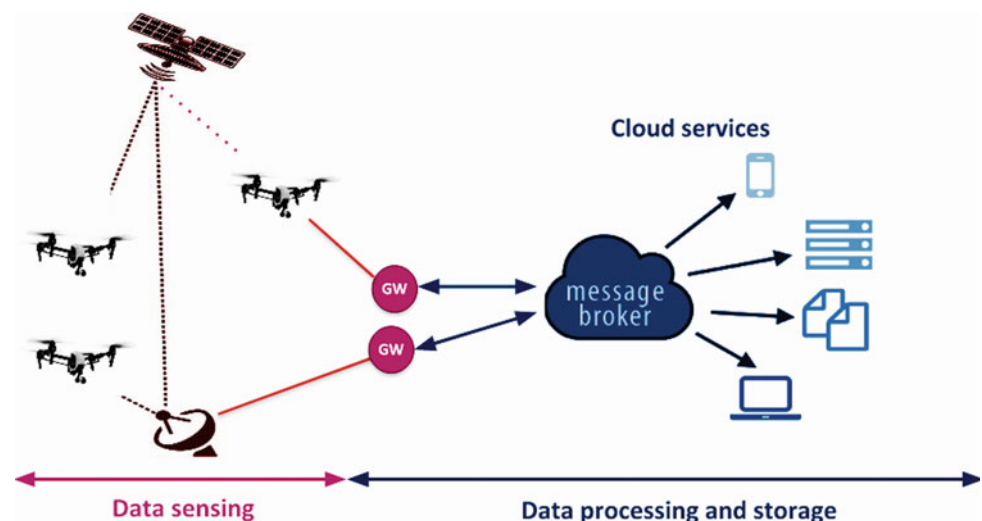 Cloud services
GW
message
broker
GW
Data sensing
Data processing and storage